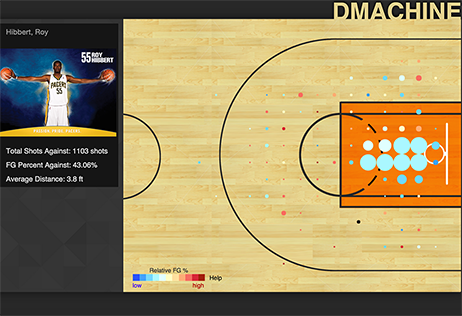 DMACHINE
Hibbert, Roy
55 ROY
HIBBERT
PACERS
55
Total Shots Against: 1103 shots
FG Percent Against: 43.06%
Average Distance: 3.8 ft
Relative FG %
low
high
Help